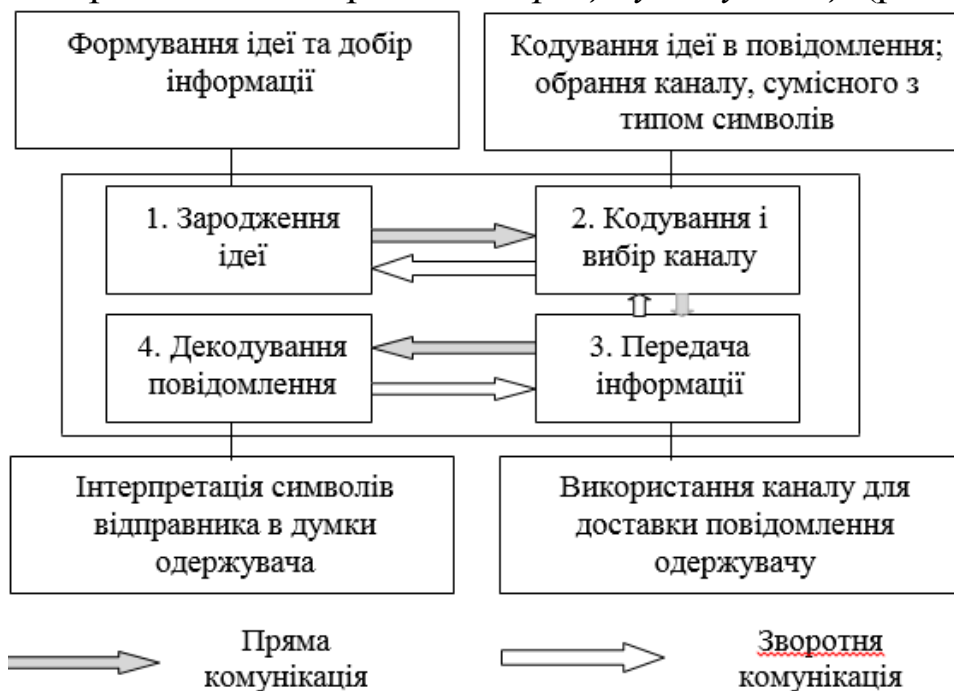 Формування ідеї та добір
інформації
Кодування ідеї в повідомлення;
обрання каналу, сумісного з
типом символів
1. Зародження
ідеї
2. Кодування і
вибір каналу
4. Декодування
повідомлення
3. Передача
інформації
Інтерпретація символів
відправника в думки
одержувача
Використання каналу для
доставки повідомлення
одержувачу
Пряма
комунікація
Зворотня
комунікація